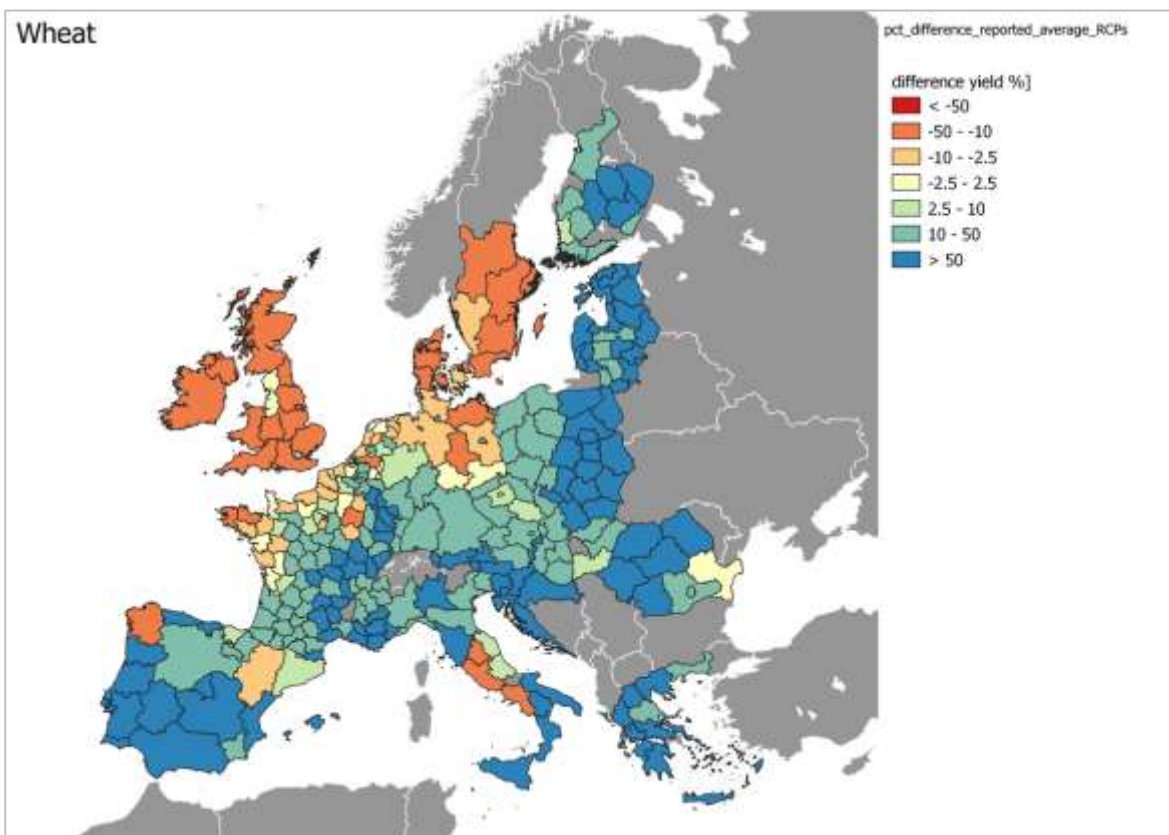 Wheat
pct_difference_reported_average_RCPs
difference yield %]
< -50
-50 - -10
-10 - -2.5
-2.5 - 2.5
2.5 - 10
10 - 50
> 50